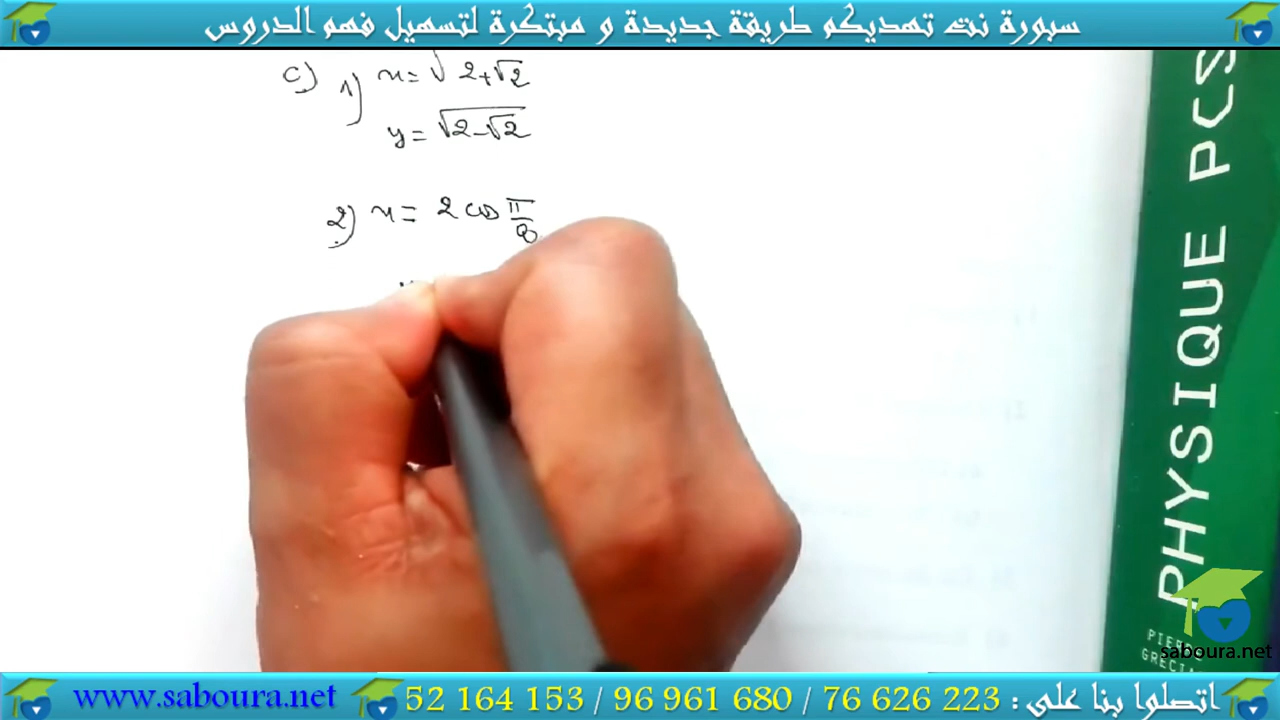 سبورة نت تهديكم طريقة جديدة و مبتكرة لتسهيل فهم الدروس
c) 1) x = √2+√2
y = √2-√2
2) x = 2 cos π/8
PHYSIQUE PCS
saboura.net
www.saboura.net 52 164 153 / 96 961 680 / 76 626 223 : اتصلوا بنا على